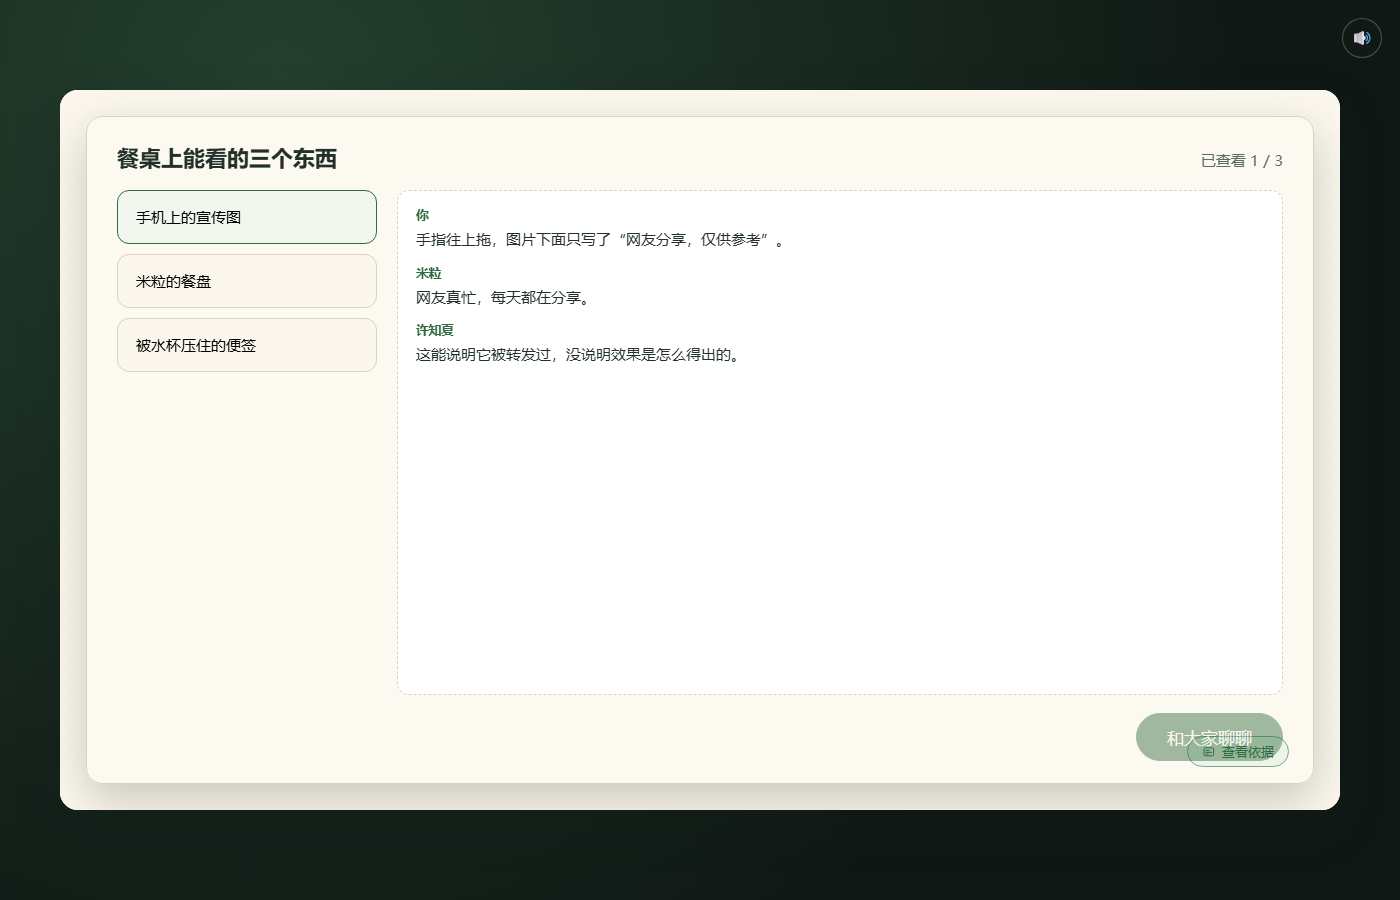 餐桌上能看的三个东西
已查看 1 / 3
手机上的宣传图
米粒的餐盘
被水杯压住的便签
你
手指往上拖，图片下面只写了“网友分享，仅供参考”。
米粒
网友真忙，每天都在分享。
许知夏
这能说明它被转发过，没说明效果是怎么得出的。
和大家聊聊
查看依据